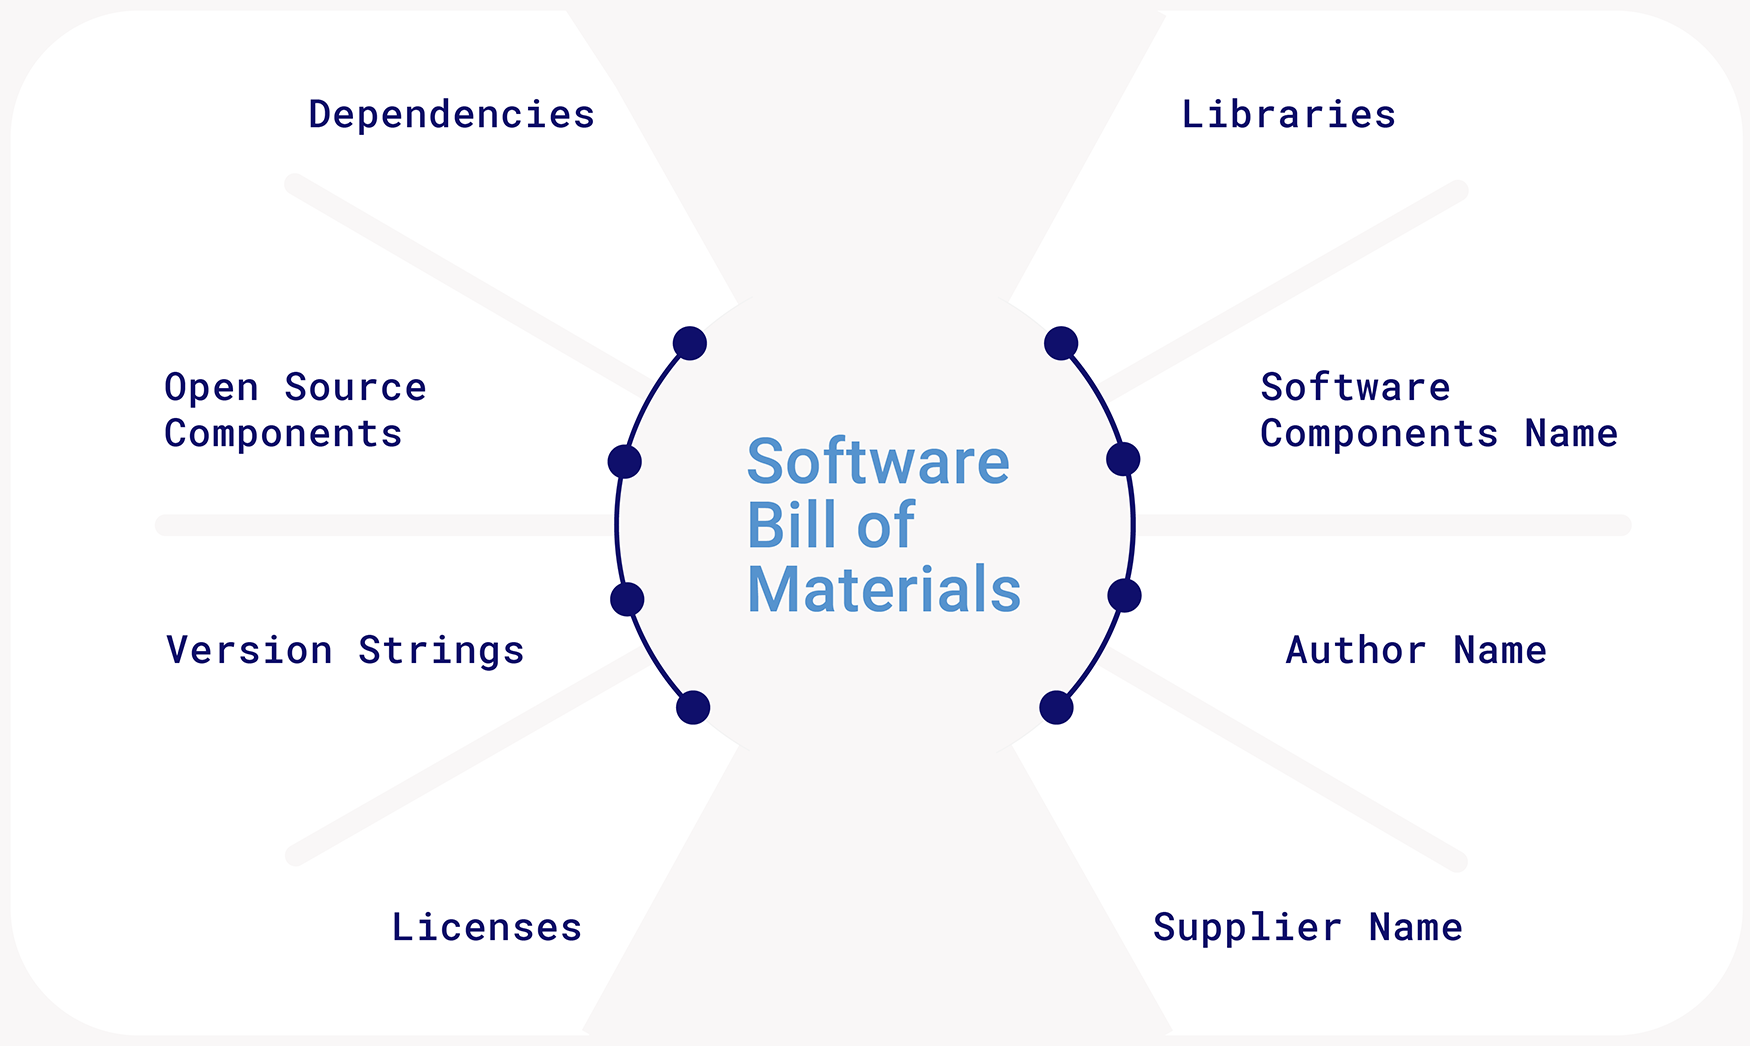 Dependencies
Libraries
Open Source
Components
Software
Components Name
Software
Bill of
Materials
Version Strings
Author Name
Licenses
Supplier Name